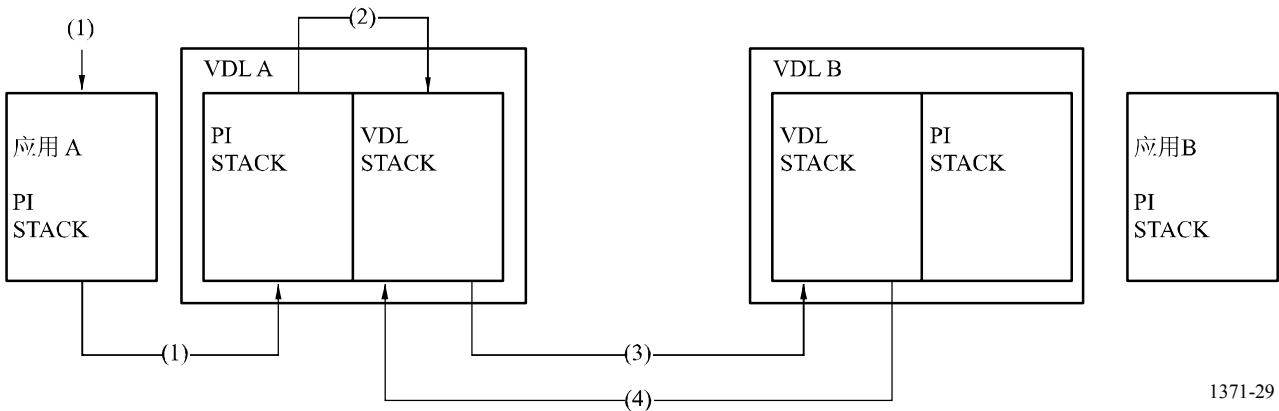 (1)
(2)
VDL A
VDL B
应用 A
PI
STACK
PI
STACK
VDL
STACK
VDL
STACK
PI
STACK
应用B
PI
STACK
(1)
(3)
(4)
1371-29